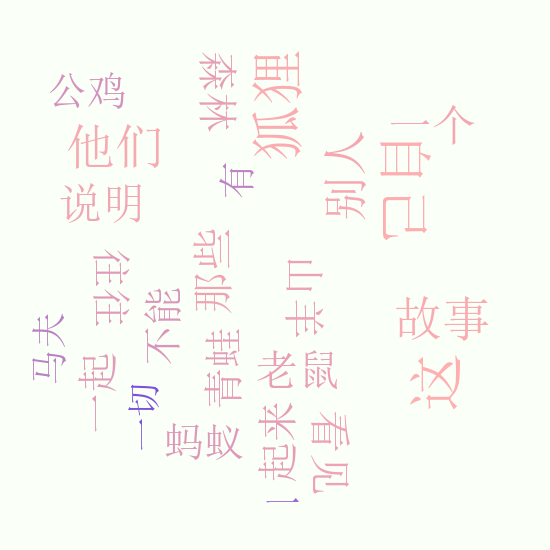 公鸡
森林
狐狸
一个
他们
别人
自己
有
说明
往往
那些
山羊
不能
故事
马夫
一起
青蛙
老鼠
这
一切
蚂蚁
起来
看见
一